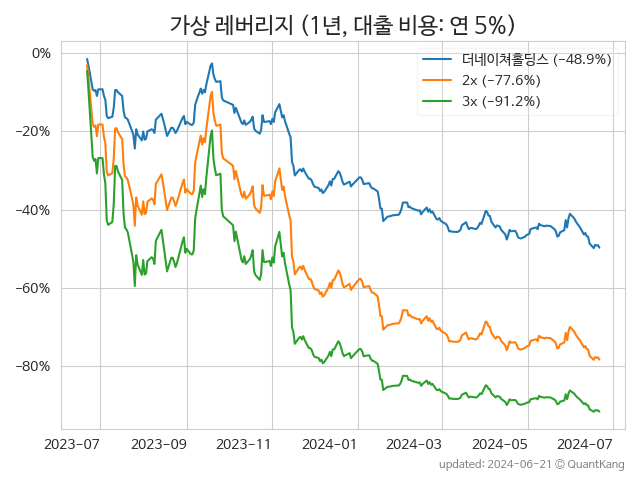 가상 레버리지 (1년, 대출 비용: 연 5%)
더네이쳐홀딩스 (−48.9%)
2x (−77.6%)
3x (−91.2%)
0%
−20%
−40%
−60%
−80%
2023-07 2023-09 2023-11 2024-01 2024-03 2024-05 2024-07
updated: 2024-06-21 © QuantKang